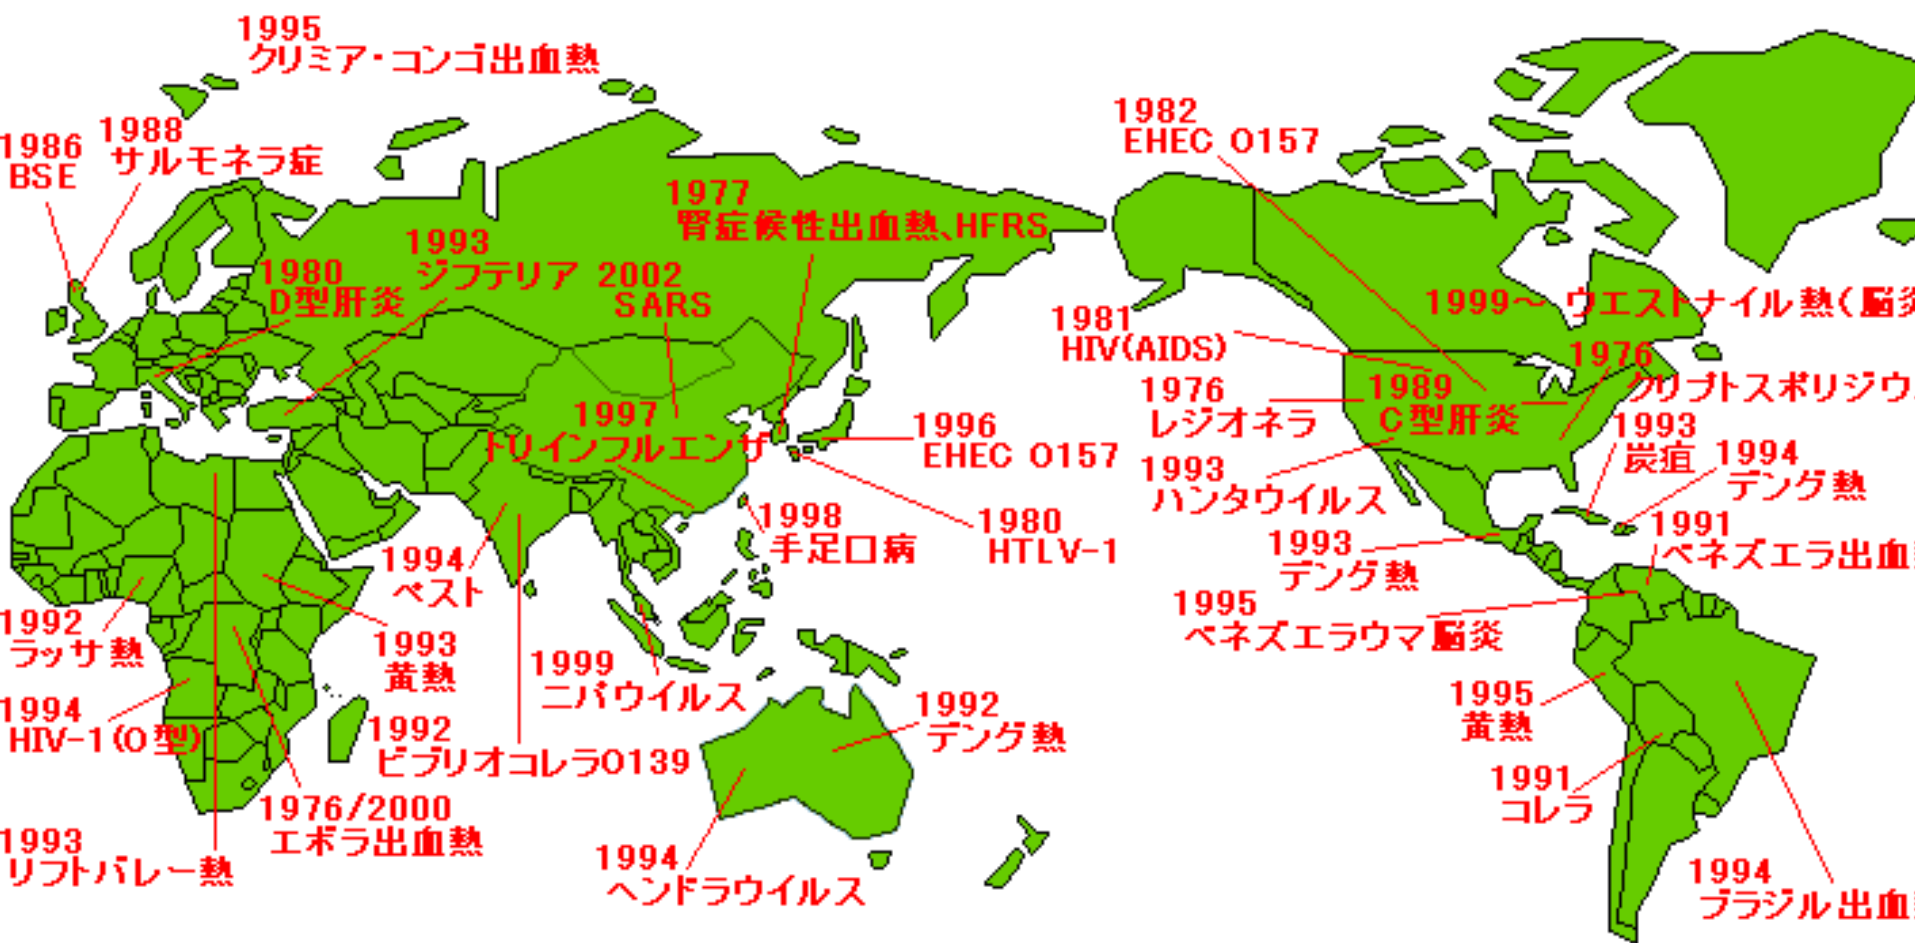 1995
クリミア・コンゴ出血熱
1986
BSE
1988
サルモネラ症
1982
EHEC O157
1977
腎症候性出血熱、HFRS
1993
ジフテリア
1980
D型肝炎
2002
SARS
1999～ ウエストナイル熱(脳炎
1981
HIV(AIDS)
1976
クリプトスポリジウ
1976
レジオネラ
1989
C型肝炎
1997
トリインフルエンザ
1996
EHEC O157
1993
炭疽
1994
デング熱
1993
ハンタウイルス
1998
手足口病
1980
HTLV-1
1991
ベネズエラ出血
1993
デング熱
1994
ペスト
1995
ベネズエラウマ脳炎
1992
ラッサ熱
1993
黄熱
1999
ニパウイルス
1994
HIV-1(O型)
1992
ビブリオコレラO139
1992
デング熱
1995
黄熱
1991
コレラ
1976/2000
エボラ出血熱
1993
リフトバレー熱
1994
ヘンドラウイルス
1994
ブラジル出血